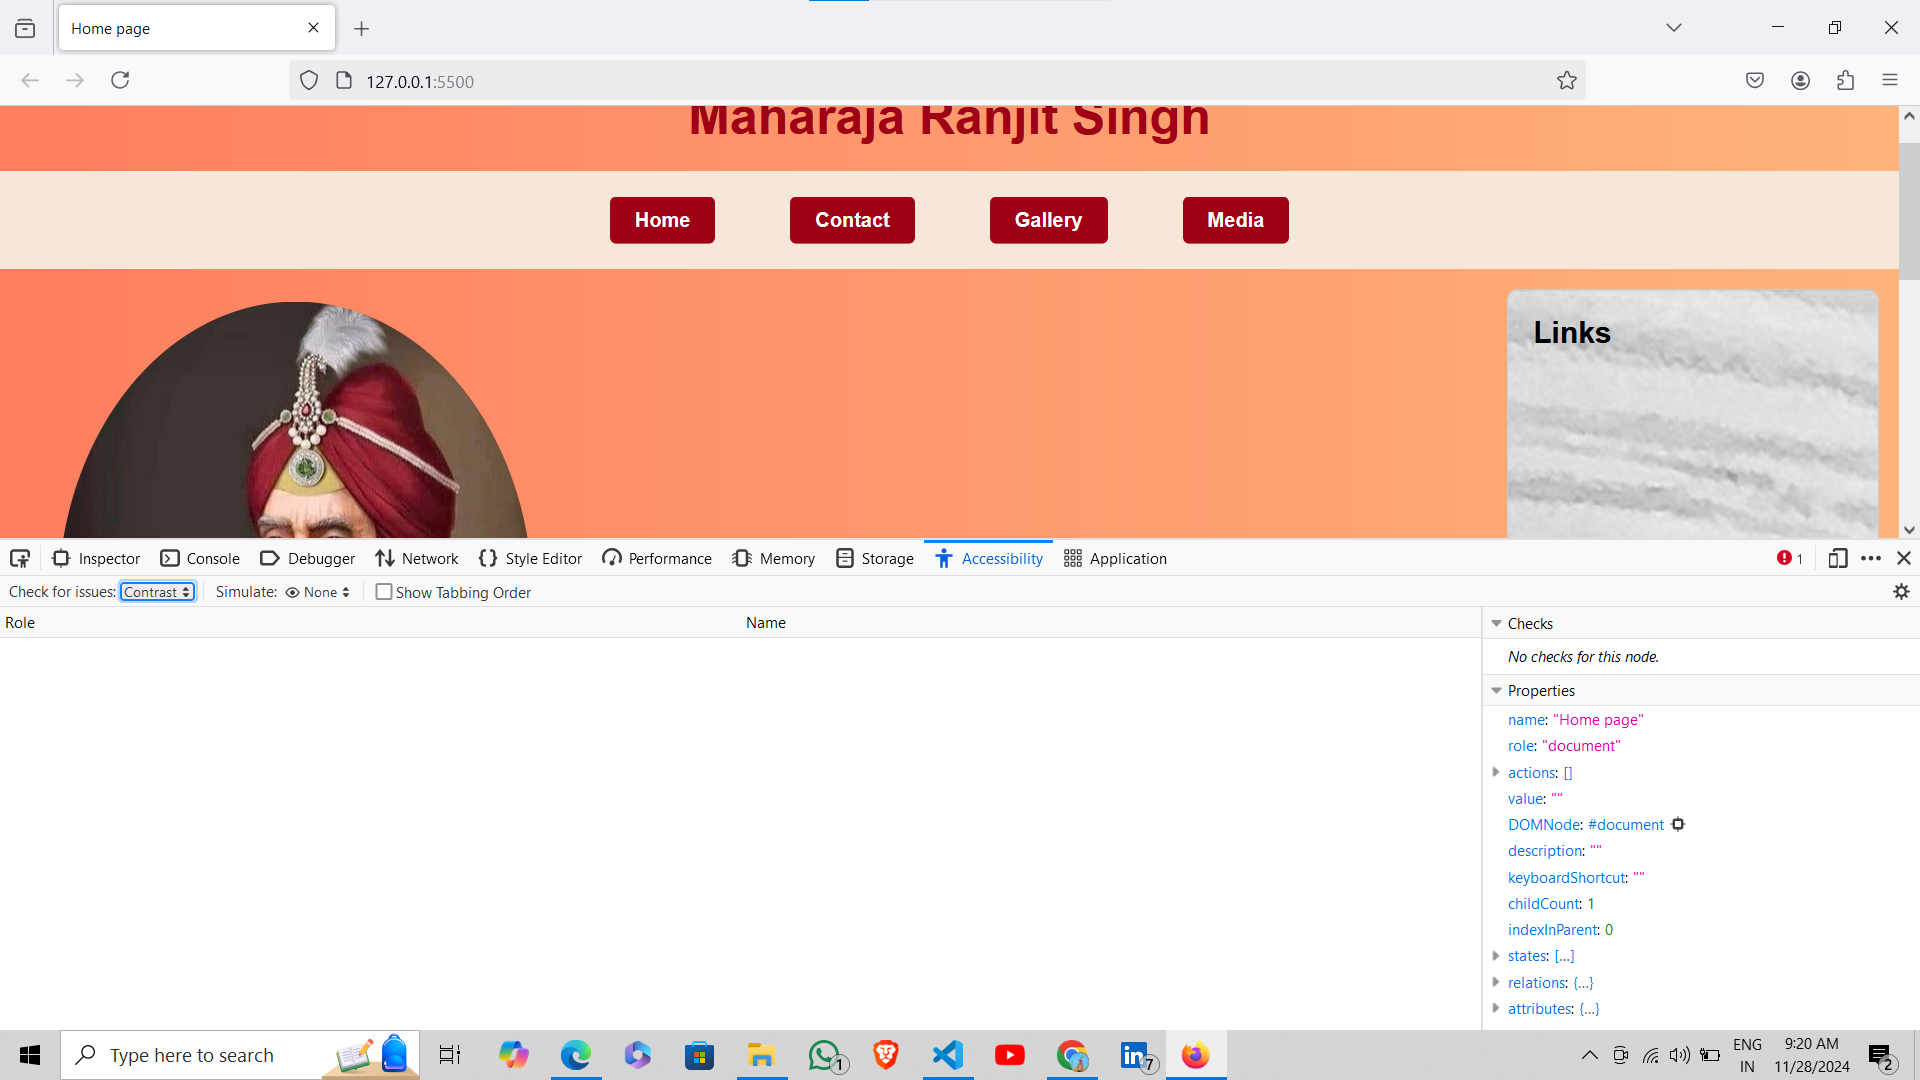 Home page
127.0.0.1:5500
Maharaja Ranjit Singh
Home Contact Gallery Media
Links
Inspector Console Debugger Network Style Editor Performance Memory Storage Accessibility Application 1
Check for issues: Contrast Simulate: None Show Tabbing Order
Role Name
Checks
No checks for this node.
Properties
name: "Home page"
role: "document"
actions: []
value: ""
DOMNode: #document
description: ""
keyboardShortcut: ""
childCount: 1
indexInParent: 0
states: […]
relations: {…}
attributes: {…}
Type here to search
1
in 7
ENG
IN
9:20 AM
11/28/2024
2